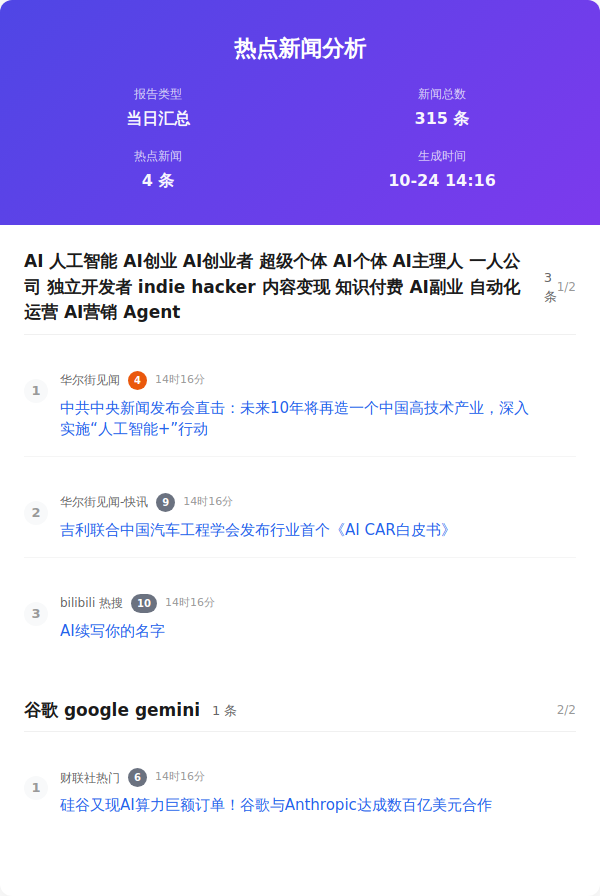 热点新闻分析
报告类型
当日汇总
新闻总数
315 条
热点新闻
4 条
生成时间
10-24 14:16
AI 人工智能 AI创业 AI创业者 超级个体 AI个体 AI主理人 一人公
司 独立开发者 indie hacker 内容变现 知识付费 AI副业 自动化
运营 AI营销 Agent
3
条
1/2
1
华尔街见闻 4 14时16分
中共中央新闻发布会直击：未来10年将再造一个中国高技术产业，深入
实施“人工智能+”行动
2
华尔街见闻-快讯 9 14时16分
吉利联合中国汽车工程学会发布行业首个《AI CAR白皮书》
3
bilibili 热搜 10 14时16分
AI续写你的名字
谷歌 google gemini 1 条 2/2
1
财联社热门 6 14时16分
硅谷又现AI算力巨额订单！谷歌与Anthropic达成数百亿美元合作